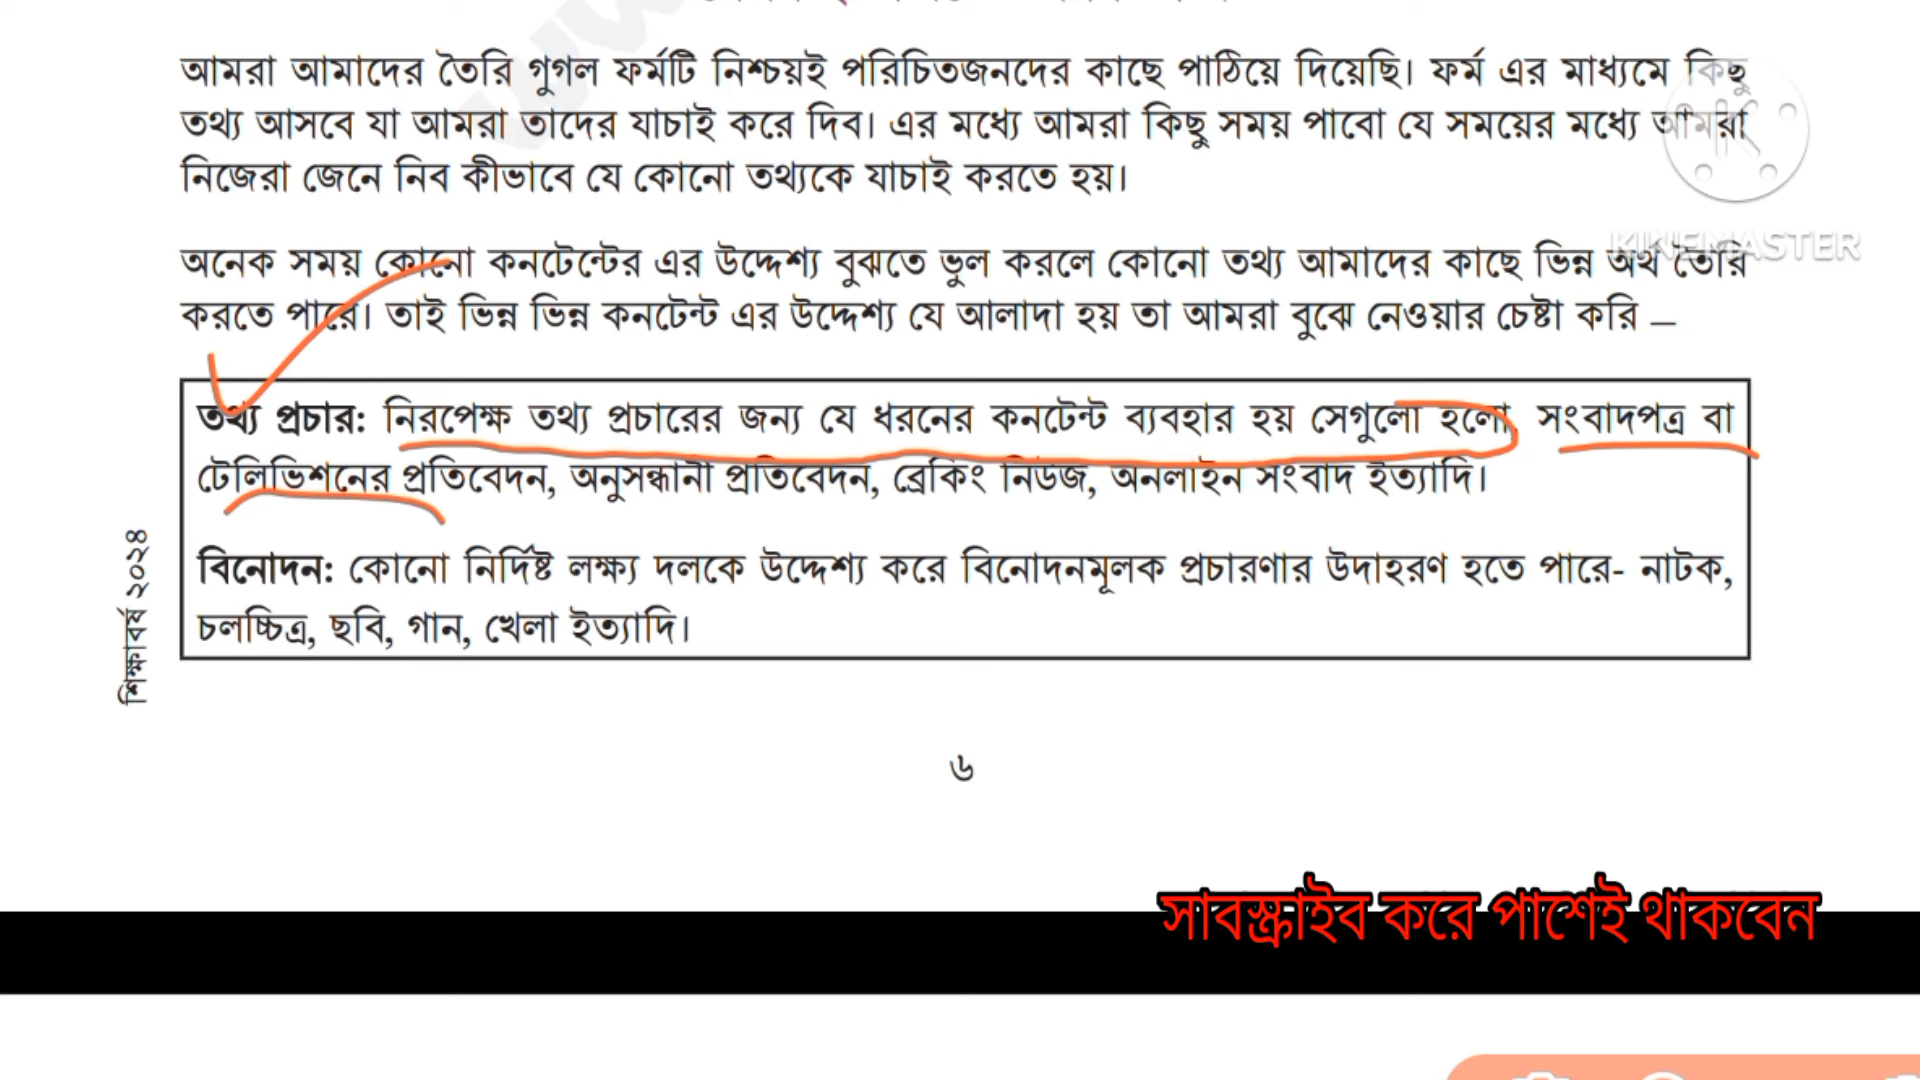 আমরা আমাদের তৈরি গুগল ফর্মটি নিশ্চয়ই পরিচিতজনদের কাছে পাঠিয়ে দিয়েছি। ফর্ম এর মাধ্যমে কিছু
তথ্য আসবে যা আমরা তাদের যাচাই করে দিব। এর মধ্যে আমরা কিছু সময় পাবো যে সময়ের মধ্যে আমরা
নিজেরা জেনে নিব কীভাবে যে কোনো তথ্যকে যাচাই করতে হয়।
KINEMASTER
অনেক সময় কোনো কনটেন্টের এর উদ্দেশ্য বুঝতে ভুল করলে কোনো তথ্য আমাদের কাছে ভিন্ন অর্থ তৈরি
করতে পারে। তাই ভিন্ন ভিন্ন কনটেন্ট এর উদ্দেশ্য যে আলাদা হয় তা আমরা বুঝে নেওয়ার চেষ্টা করি –
তথ্য প্রচার: নিরপেক্ষ তথ্য প্রচারের জন্য যে ধরনের কনটেন্ট ব্যবহার হয় সেগুলো হলো, সংবাদপত্র বা
টেলিভিশনের প্রতিবেদন, অনুসন্ধানী প্রতিবেদন, ব্রেকিং নিউজ, অনলাইন সংবাদ ইত্যাদি।
বিনোদন: কোনো নির্দিষ্ট লক্ষ্য দলকে উদ্দেশ্য করে বিনোদনমূলক প্রচারণার উদাহরণ হতে পারে- নাটক,
চলচ্চিত্র, ছবি, গান, খেলা ইত্যাদি।
শিক্ষাবর্ষ ২০২৪
৬
সাবস্ক্রাইব করে পাশেই থাকবেন